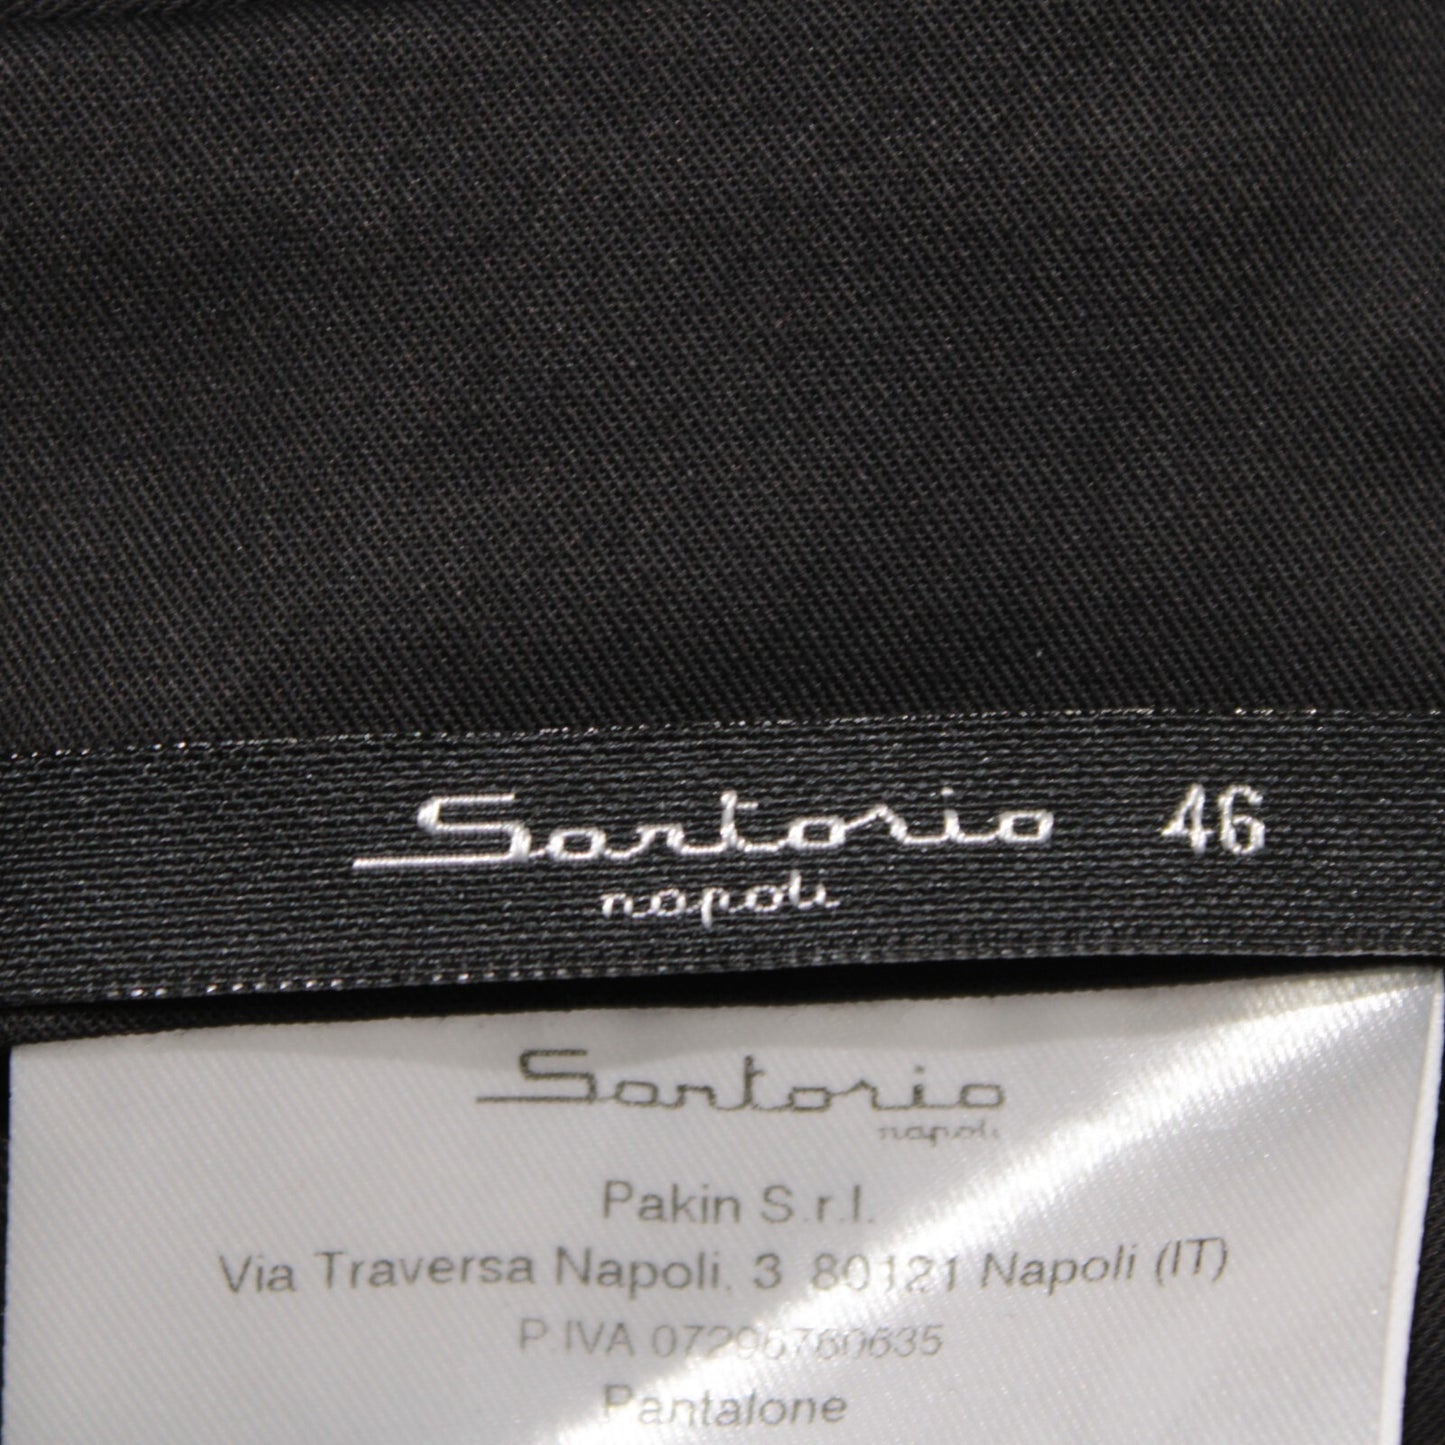 Sartorio 46
napoli
Sartorio
napoli
Pakin S.r.l.
Via Traversa Napoli, 3 80121 Napoli (IT)
P.IVA 07296760635
Pantalone